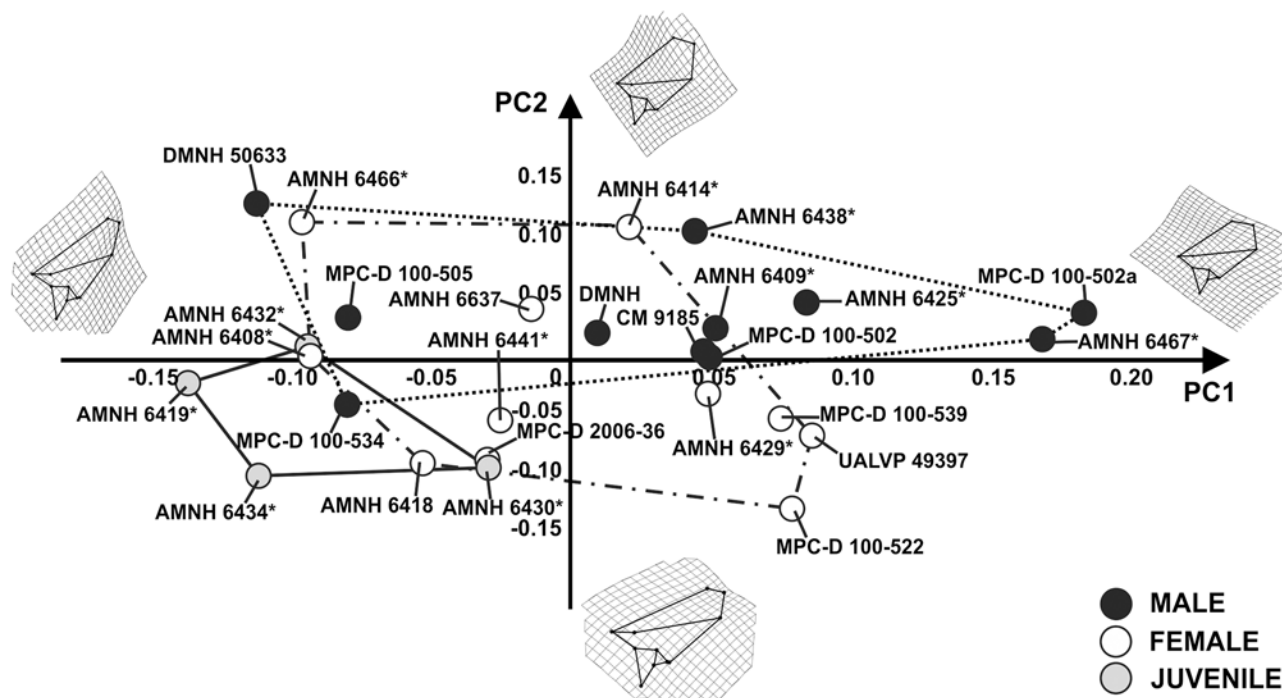 PC2
DMNH 50633
AMNH 6466*
0.15
AMNH 6414*
AMNH 6438*
0.10
MPC-D 100-505
AMNH 6409*
MPC-D 100-502a
AMNH 6637
0.05
DMNH
AMNH 6425*
AMNH 6432*
CM 9185
AMNH 6408*
AMNH 6441*
MPC-D 100-502
AMNH 6467*
-0.15
-0.10
-0.05
0
0.05
0.10
0.15
0.20
PC1
AMNH 6419*
-0.05
MPC-D 100-539
MPC-D 100-534
MPC-D 2006-36
AMNH 6429*
UALVP 49397
-0.10
AMNH 6434*
AMNH 6418
AMNH 6430*
-0.15
MPC-D 100-522
MALE
FEMALE
JUVENILE